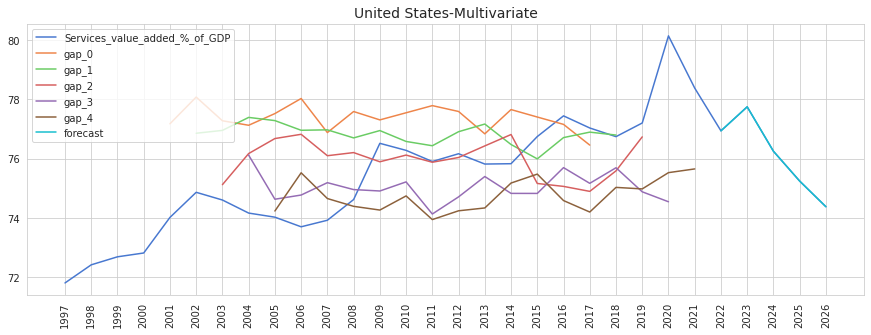 United States-Multivariate
Services_value_added_%_of_GDP
gap_0
gap_1
gap_2
gap_3
gap_4
forecast
80
78
76
74
72
1997 1998 1999 2000 2001 2002 2003 2004 2005 2006 2007 2008 2009 2010 2011 2012 2013 2014 2015 2016 2017 2018 2019 2020 2021 2022 2023 2024 2025 2026